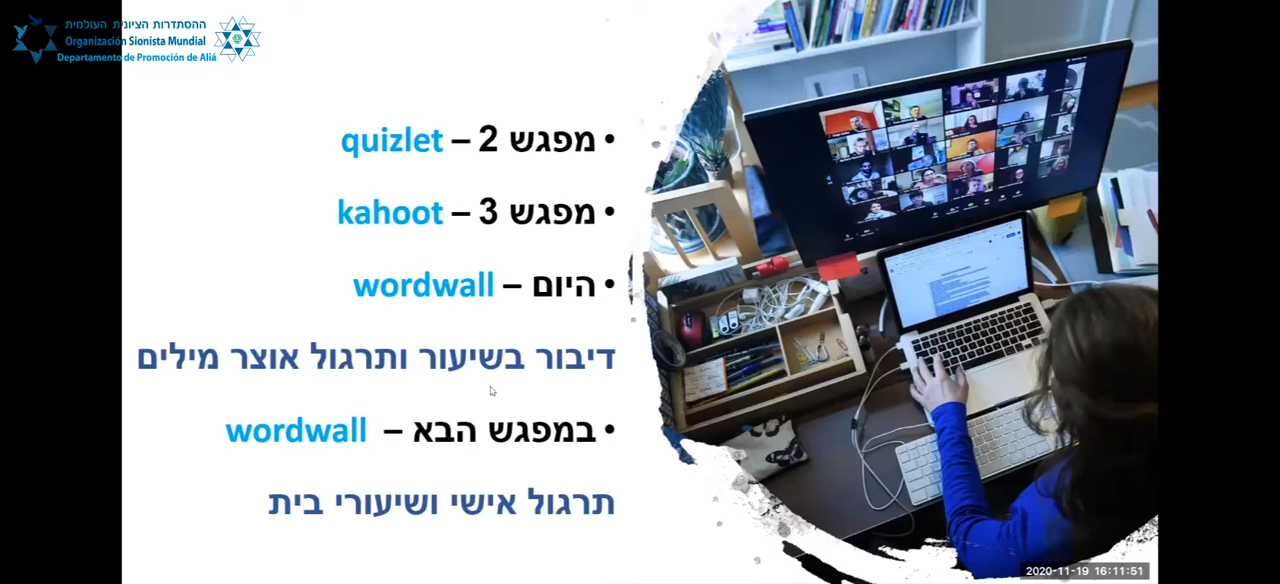 ההסתדרות הציונית העולמית
Organización Sionista Mundial
Departamento de Promoción de Aliá
• מפגש 2 – quizlet
• מפגש 3 – kahoot
• היום – wordwall
דיבור בשיעור ותרגול אוצר מילים
• במפגש הבא – wordwall
תרגול אישי ושיעורי בית
2020-11-19 16:11:51